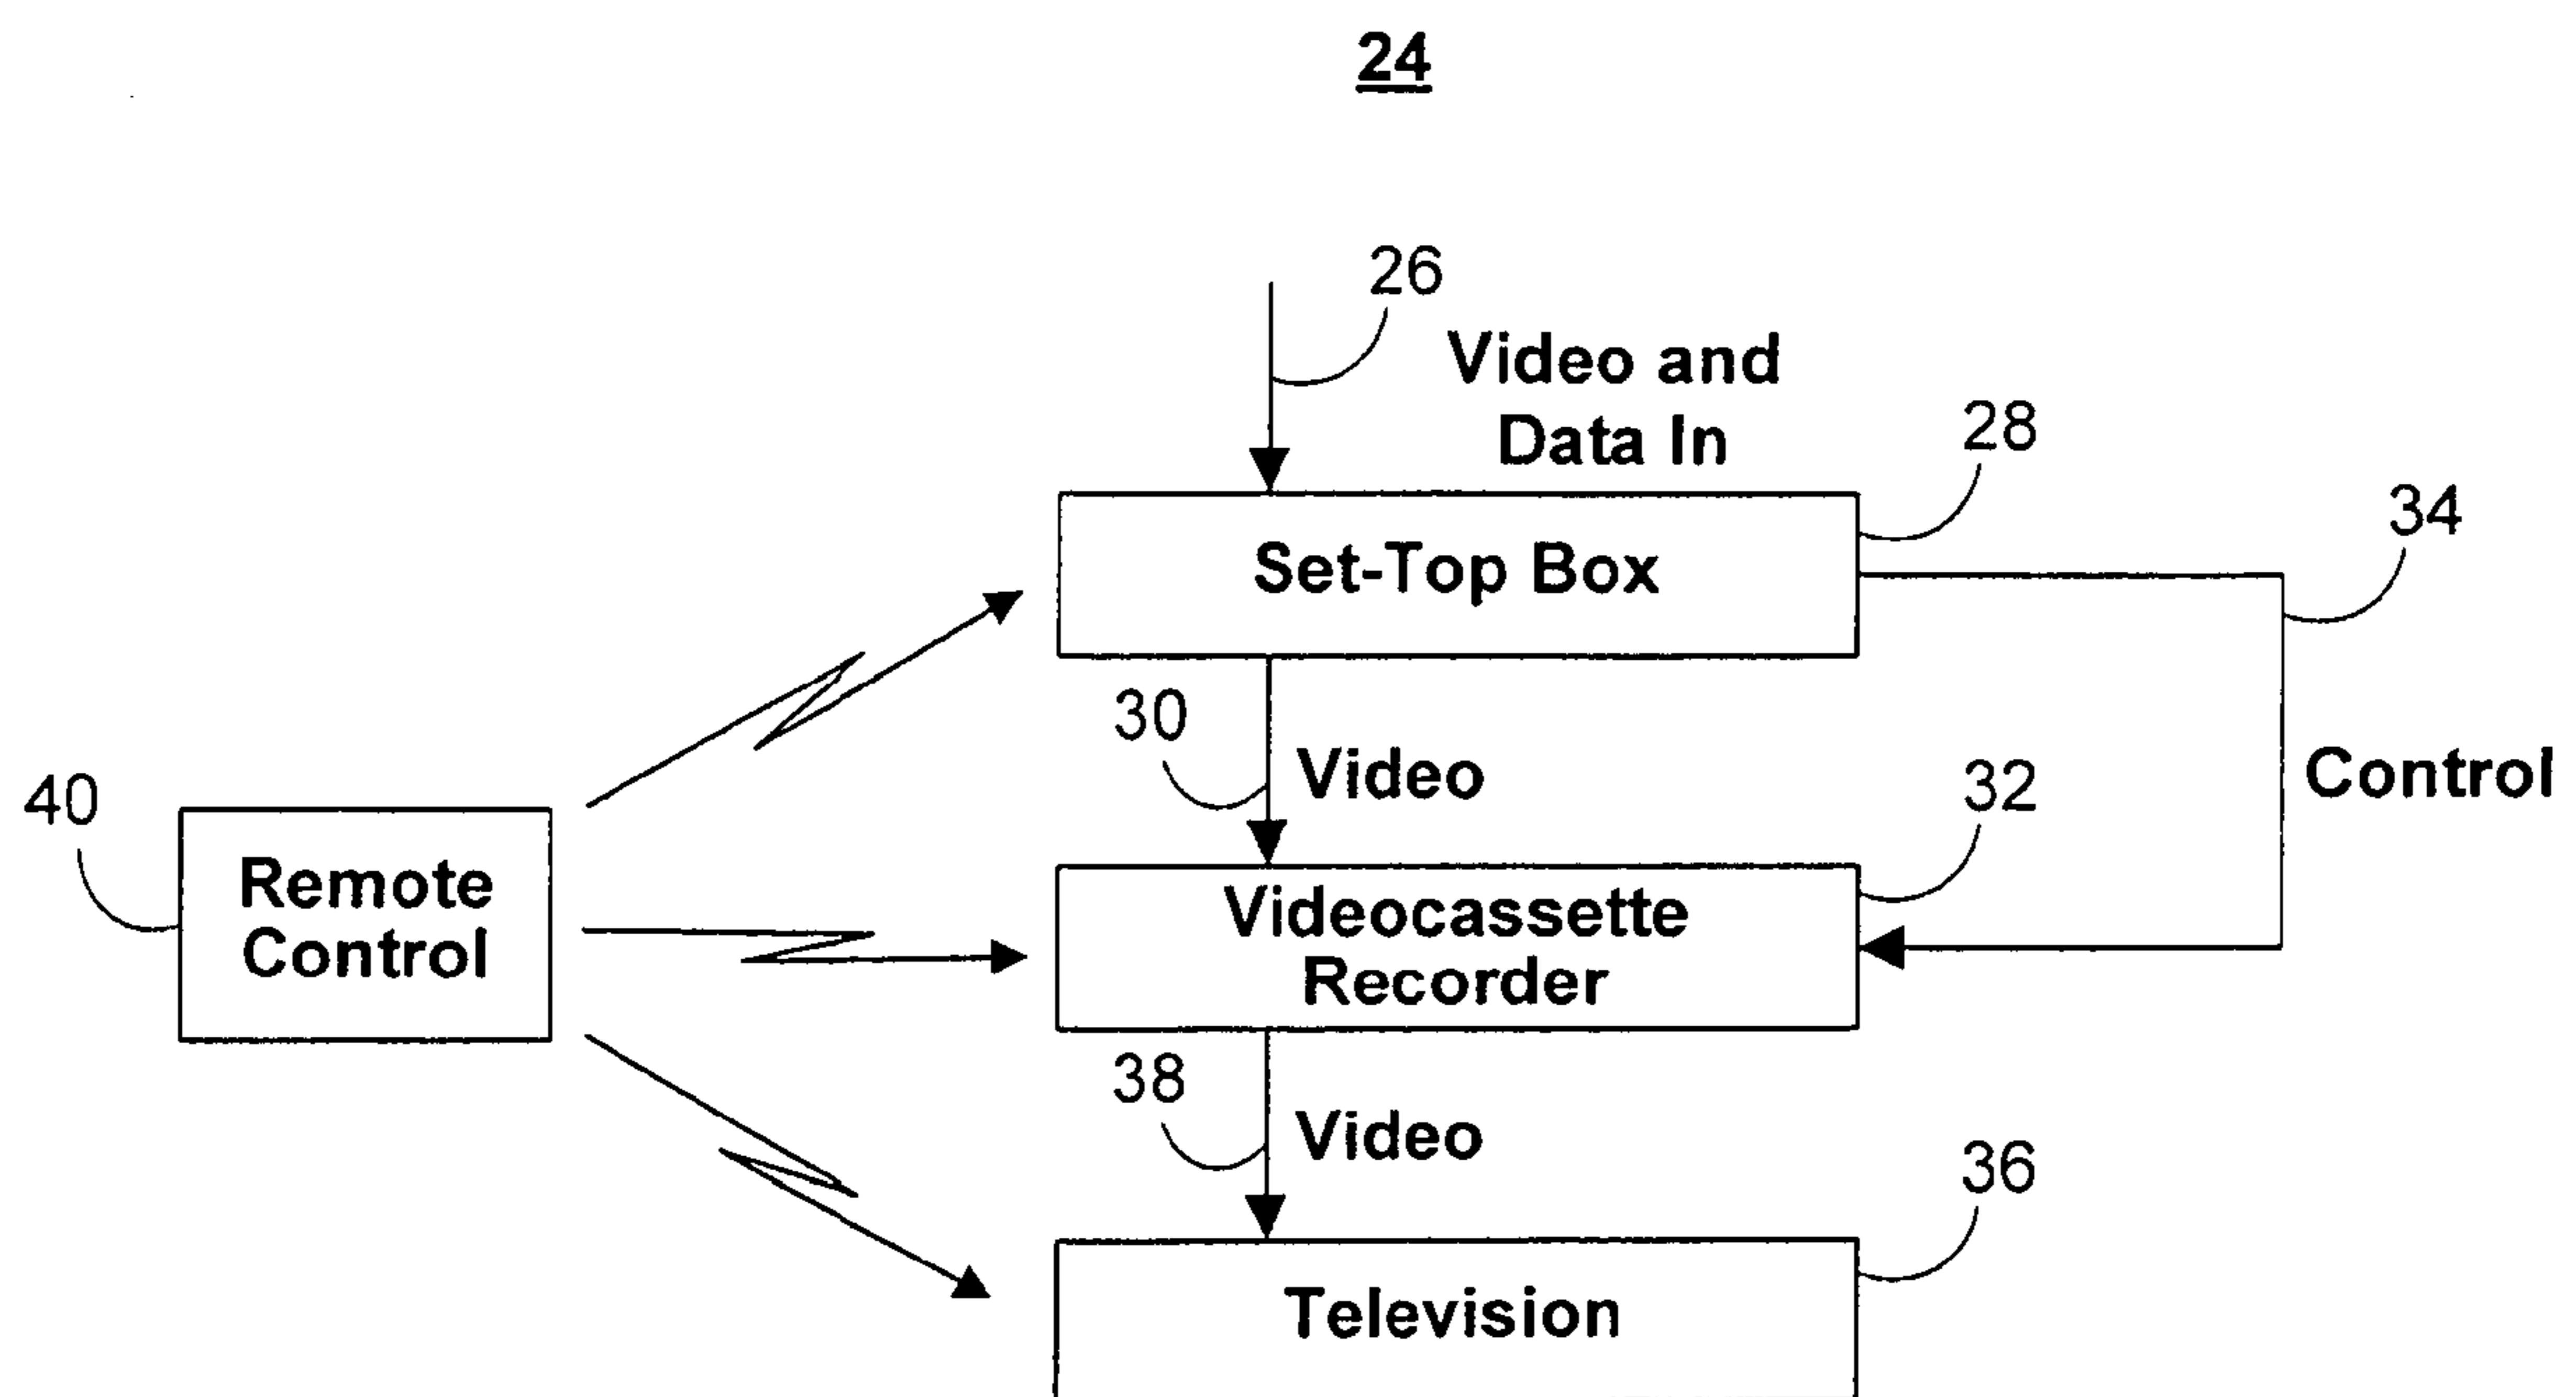 24
26
Video and
Data In
28
Set-Top Box
34
30
Video
Control
40
Remote
Control
32
Videocassette
Recorder
38
Video
36
Television